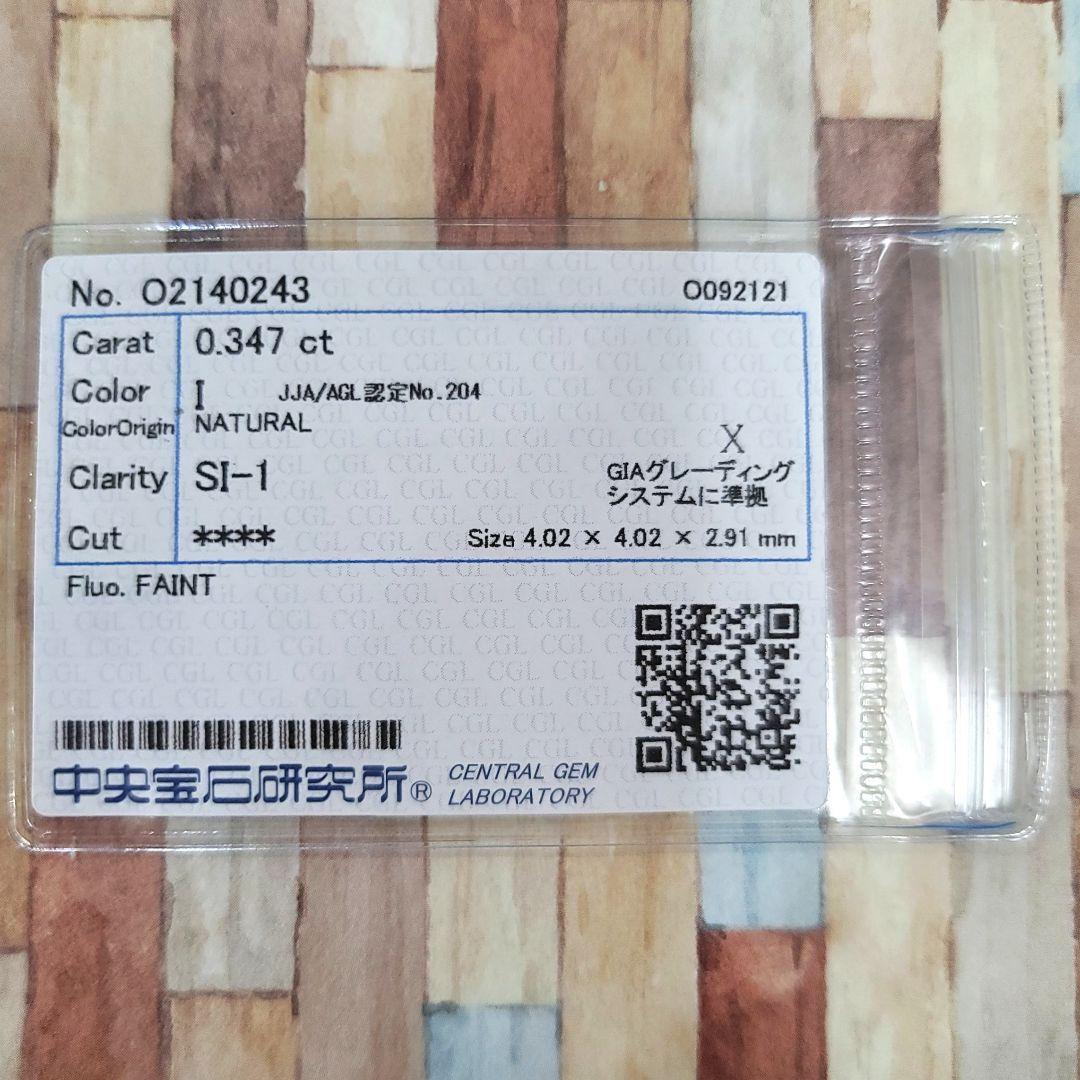 No. O2140243 O092121
Carat 0.347 ct
Color I JJA/AGL認定No.204
ColorOrigin NATURAL
X
Clarity SI-1 GIAグレーディング
システムに準拠
Cut **** Size 4.02 × 4.02 × 2.91 mm
Fluo. FAINT
中央宝石研究所® CENTRAL GEM
LABORATORY